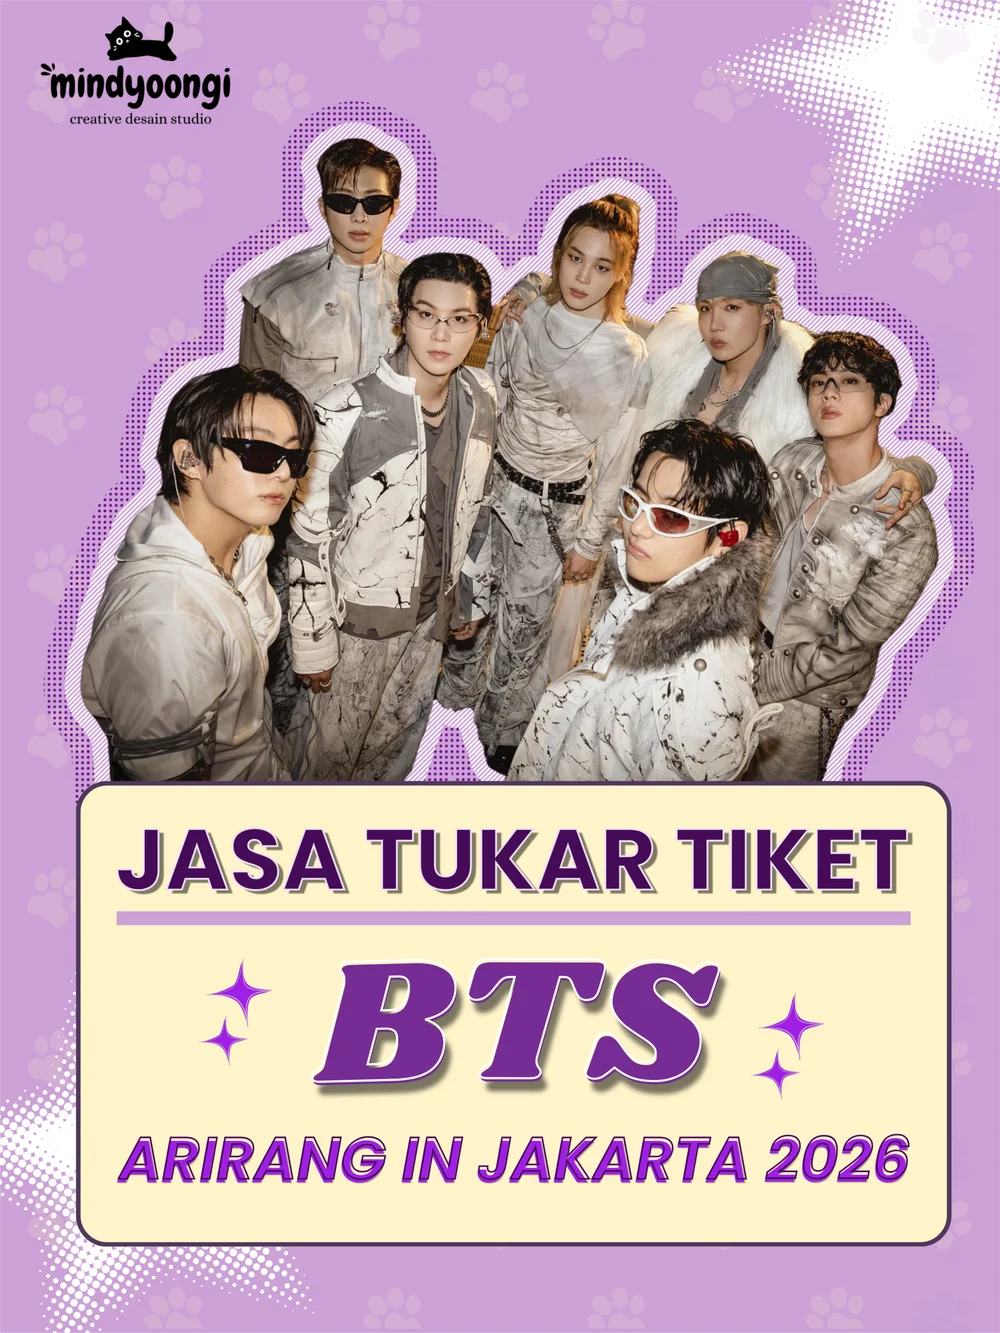 mindyoongi
creative desain studio
JASA TUKAR TIKET
BTS
ARIRANG IN JAKARTA 2026